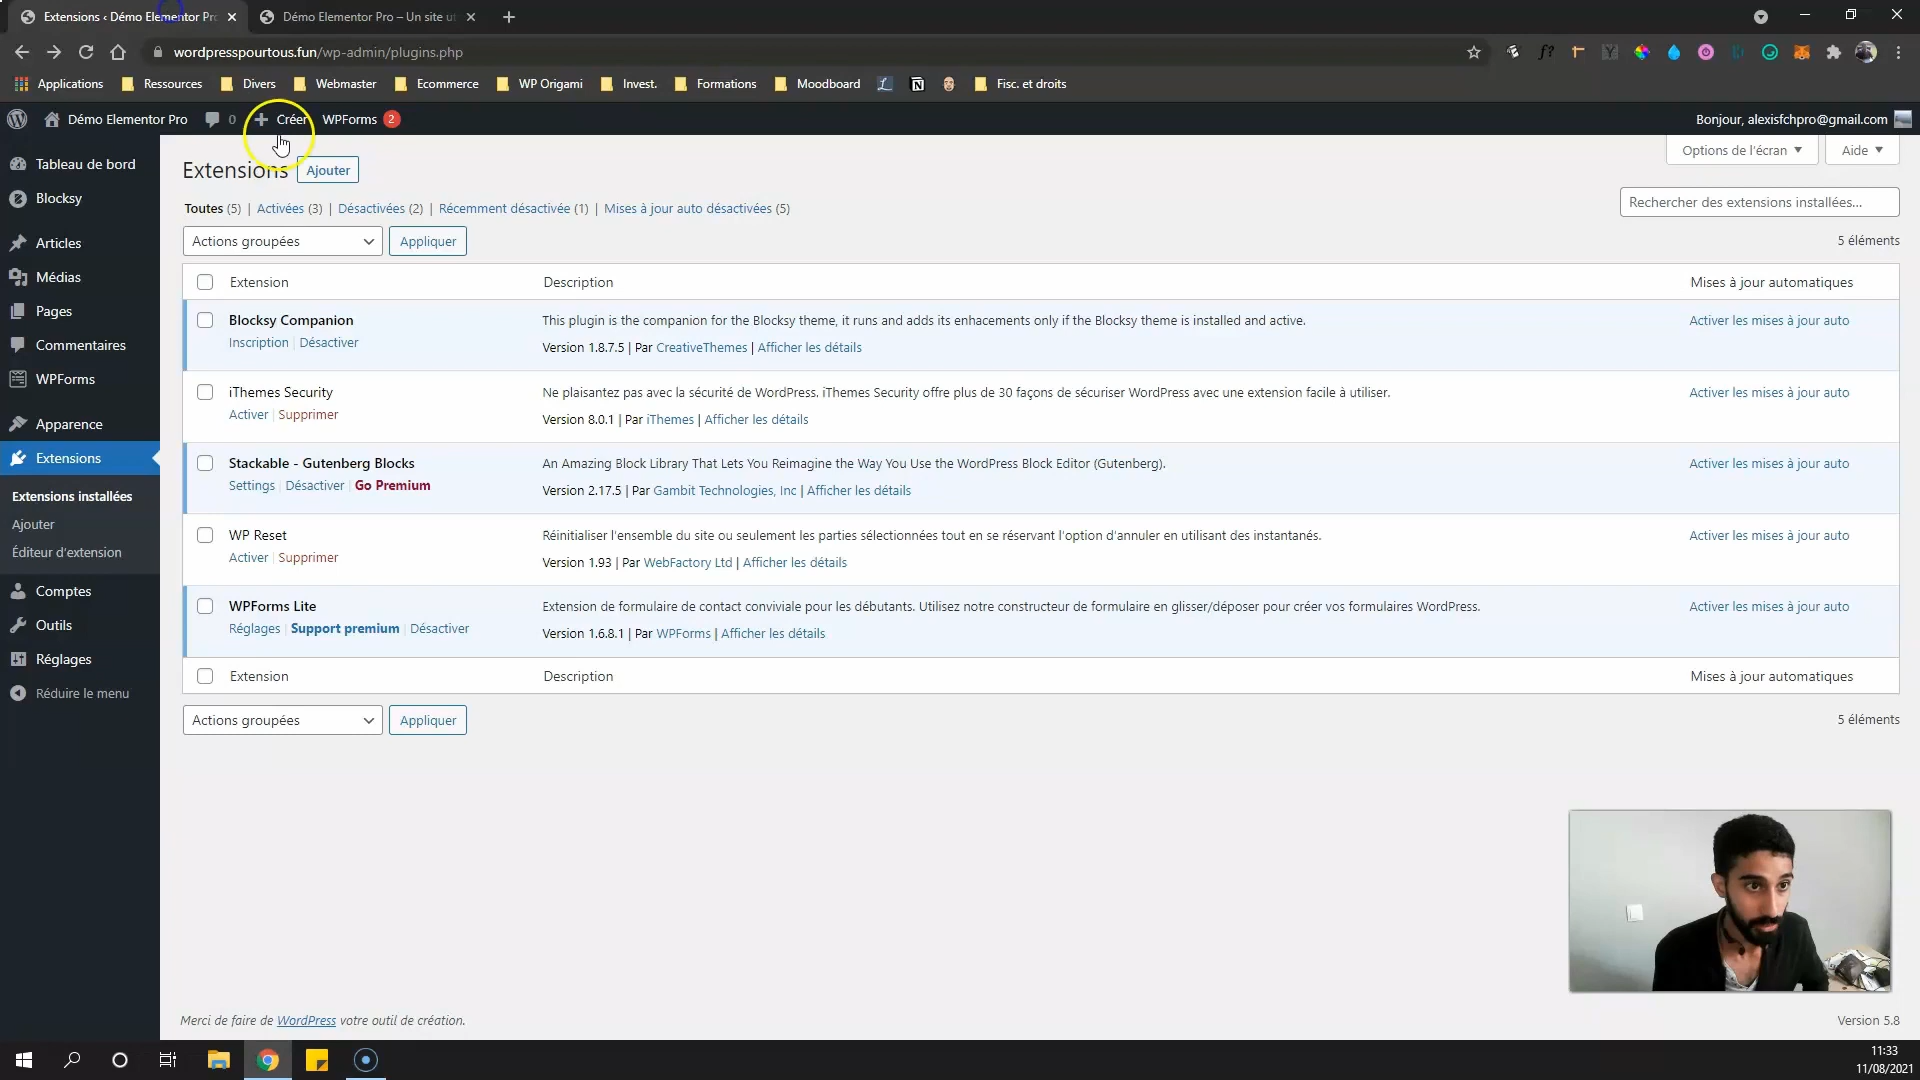 Extensions ‹ Démo Elementor Pro
Démo Elementor Pro – Un site ut
wordpresspourtous.fun/wp-admin/plugins.php
Applications
Ressources
Divers
Webmaster
Ecommerce
WP Origami
Invest.
Formations
Moodboard
Fisc. et droits
Démo Elementor Pro
0
Créer
WPForms 2
Bonjour, alexisfchpro@gmail.com
Tableau de bord
Blocksy
Articles
Médias
Pages
Commentaires
WPForms
Apparence
Extensions
Extensions installées
Ajouter
Éditeur d'extension
Comptes
Outils
Réglages
Réduire le menu
Extensions Ajouter
Options de l'écran ▼
Aide ▼
Toutes (5) | Activées (3) | Désactivées (2) | Récemment désactivée (1) | Mises à jour auto désactivées (5)
Rechercher des extensions installées...
Actions groupées Appliquer
5 éléments
Extension Description Mises à jour automatiques
Blocksy Companion
Inscription | Désactiver
This plugin is the companion for the Blocksy theme, it runs and adds its enhacements only if the Blocksy theme is installed and active.
Version 1.8.7.5 | Par CreativeThemes | Afficher les détails
Activer les mises à jour auto
iThemes Security
Activer | Supprimer
Ne plaisantez pas avec la sécurité de WordPress. iThemes Security offre plus de 30 façons de sécuriser WordPress avec une extension facile à utiliser.
Version 8.0.1 | Par iThemes | Afficher les détails
Activer les mises à jour auto
Stackable - Gutenberg Blocks
Settings | Désactiver | Go Premium
An Amazing Block Library That Lets You Reimagine the Way You Use the WordPress Block Editor (Gutenberg).
Version 2.17.5 | Par Gambit Technologies, Inc | Afficher les détails
Activer les mises à jour auto
WP Reset
Activer | Supprimer
Réinitialiser l'ensemble du site ou seulement les parties sélectionnées tout en se réservant l'option d'annuler en utilisant des instantanés.
Version 1.93 | Par WebFactory Ltd | Afficher les détails
Activer les mises à jour auto
WPForms Lite
Réglages | Support premium | Désactiver
Extension de formulaire de contact conviviale pour les débutants. Utilisez notre constructeur de formulaire en glisser/déposer pour créer vos formulaires WordPress.
Version 1.6.8.1 | Par WPForms | Afficher les détails
Activer les mises à jour auto
Extension Description Mises à jour automatiques
Actions groupées Appliquer
5 éléments
Merci de faire de WordPress votre outil de création.
Version 5.8
11:33
11/08/2021